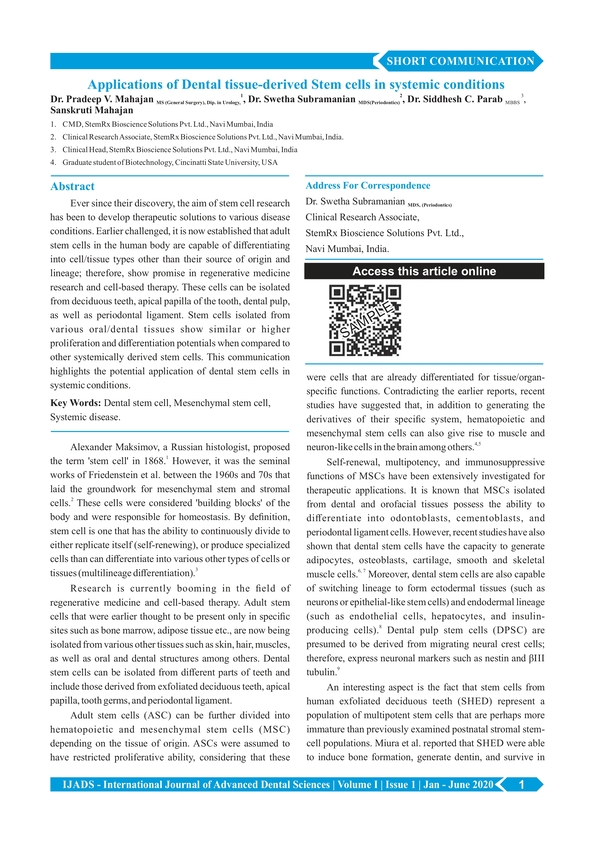 SHORT COMMUNICATION
Applications of Dental tissue-derived Stem cells in systemic conditions
Dr. Pradeep V. Mahajan MS (General Surgery), Dip. in Urology, 1, Dr. Swetha Subramanian MDS(Periodontics) 2, Dr. Siddhesh C. Parab MBBS 3,
Sanskruti Mahajan
1. CMD, StemRx Bioscience Solutions Pvt. Ltd., Navi Mumbai, India
2. Clinical Research Associate, StemRx Bioscience Solutions Pvt. Ltd., Navi Mumbai, India.
3. Clinical Head, StemRx Bioscience Solutions Pvt. Ltd., Navi Mumbai, India
4. Graduate student of Biotechnology, Cincinatti State University, USA
Abstract
Ever since their discovery, the aim of stem cell research
has been to develop therapeutic solutions to various disease
conditions. Earlier challenged, it is now established that adult
stem cells in the human body are capable of differentiating
into cell/tissue types other than their source of origin and
lineage; therefore, show promise in regenerative medicine
research and cell-based therapy. These cells can be isolated
from deciduous teeth, apical papilla of the tooth, dental pulp,
as well as periodontal ligament. Stem cells isolated from
various oral/dental tissues show similar or higher
proliferation and differentiation potentials when compared to
other systemically derived stem cells. This communication
highlights the potential application of dental stem cells in
systemic conditions.
Key Words: Dental stem cell, Mesenchymal stem cell,
Systemic disease.
Alexander Maksimov, a Russian histologist, proposed
the term 'stem cell' in 1868.1 However, it was the seminal
works of Friedenstein et al. between the 1960s and 70s that
laid the groundwork for mesenchymal stem and stromal
cells.2 These cells were considered 'building blocks' of the
body and were responsible for homeostasis. By definition,
stem cell is one that has the ability to continuously divide to
either replicate itself (self-renewing), or produce specialized
cells than can differentiate into various other types of cells or
tissues (multilineage differentiation).3
Research is currently booming in the field of
regenerative medicine and cell-based therapy. Adult stem
cells that were earlier thought to be present only in specific
sites such as bone marrow, adipose tissue etc., are now being
isolated from various other tissues such as skin, hair, muscles,
as well as oral and dental structures among others. Dental
stem cells can be isolated from different parts of teeth and
include those derived from exfoliated deciduous teeth, apical
papilla, tooth germs, and periodontal ligament.
Adult stem cells (ASC) can be further divided into
hematopoietic and mesenchymal stem cells (MSC)
depending on the tissue of origin. ASCs were assumed to
have restricted proliferative ability, considering that these
Address For Correspondence
Dr. Swetha Subramanian MDS, (Periodontics)
Clinical Research Associate,
StemRx Bioscience Solutions Pvt. Ltd.,
Navi Mumbai, India.
Access this article online
SAMPLE
were cells that are already differentiated for tissue/organ-
specific functions. Contradicting the earlier reports, recent
studies have suggested that, in addition to generating the
derivatives of their specific system, hematopoietic and
mesenchymal stem cells can also give rise to muscle and
neuron-like cells in the brain among others.4,5
Self-renewal, multipotency, and immunosuppressive
functions of MSCs have been extensively investigated for
therapeutic applications. It is known that MSCs isolated
from dental and orofacial tissues possess the ability to
differentiate into odontoblasts, cementoblasts, and
periodontal ligament cells. However, recent studies have also
shown that dental stem cells have the capacity to generate
adipocytes, osteoblasts, cartilage, smooth and skeletal
muscle cells.6,7 Moreover, dental stem cells are also capable
of switching lineage to form ectodermal tissues (such as
neurons or epithelial-like stem cells) and endodermal lineage
(such as endothelial cells, hepatocytes, and insulin-
producing cells).8 Dental pulp stem cells (DPSC) are
presumed to be derived from migrating neural crest cells;
therefore, express neuronal markers such as nestin and βIII
tubulin.9
An interesting aspect is the fact that stem cells from
human exfoliated deciduous teeth (SHED) represent a
population of multipotent stem cells that are perhaps more
immature than previously examined postnatal stromal stem-
cell populations. Miura et al. reported that SHED were able
to induce bone formation, generate dentin, and survive in
IJADS - International Journal of Advanced Dental Sciences | Volume I | Issue 1 | Jan - June 2020 1